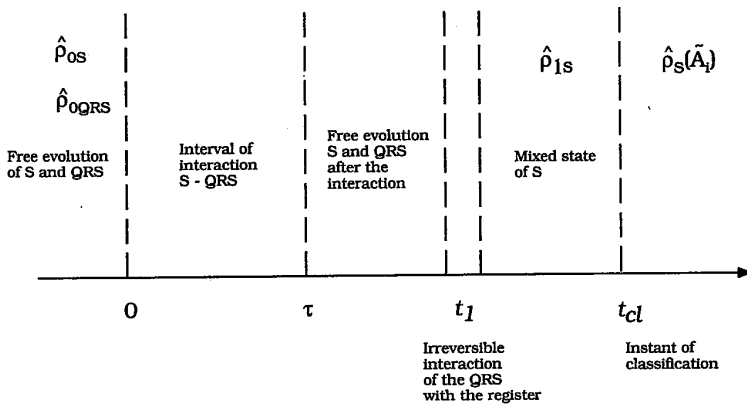 ρ̂0S
ρ̂0QRS
Free evolution
of S and QRS
Interval of
interaction
S - QRS
Free evolution
S and QRS
after the
interaction
ρ̂1S
Mixed state
of S
ρ̂S(Ãi)
0
τ
t1
tcl
Irreversible
interaction
of the QRS
with the register
Instant of
classification